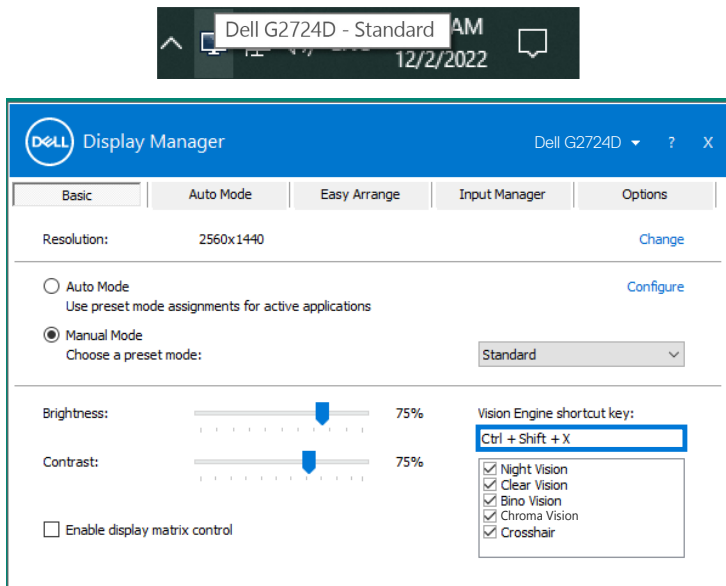 Dell G2724D - Standard
AM
12/2/2022
DELL
Display Manager
Dell G2724D
?
X
Basic
Auto Mode
Easy Arrange
Input Manager
Options
Resolution:
2560x1440
Change
Auto Mode
Configure
Use preset mode assignments for active applications
Manual Mode
Choose a preset mode:
Standard
Brightness:
75%
Vision Engine shortcut key:
Ctrl + Shift + X
Contrast:
75%
Night Vision
Clear Vision
Bino Vision
Chroma Vision
Crosshair
Enable display matrix control